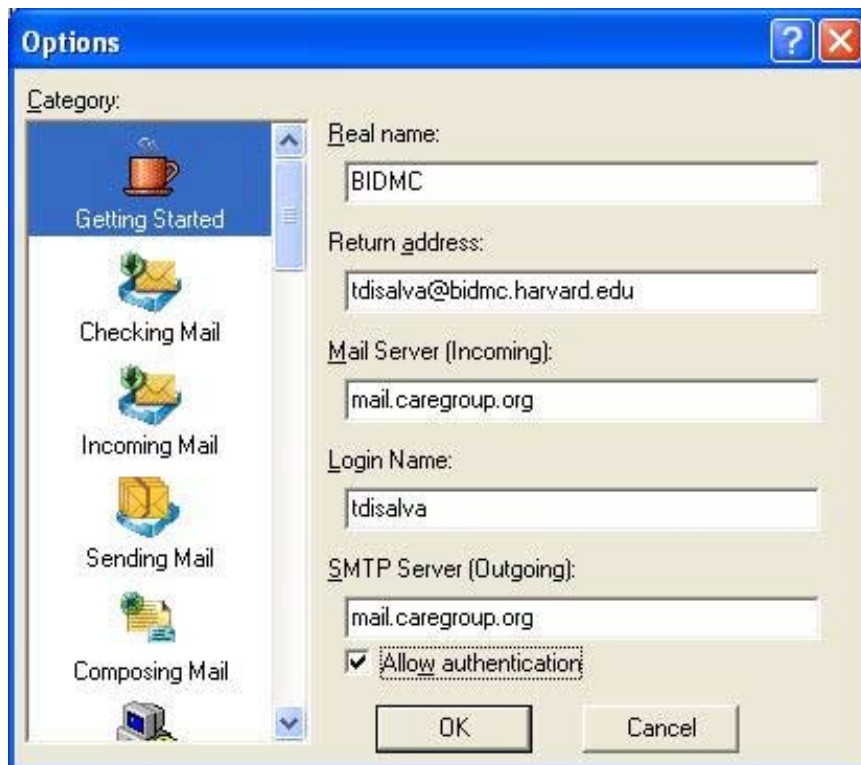 Options
Category:
Getting Started
Checking Mail
Incoming Mail
Sending Mail
Composing Mail
Real name:
BIDMC
Return address:
tdisalva@bidmc.harvard.edu
Mail Server (Incoming):
mail.caregroup.org
Login Name:
tdisalva
SMTP Server (Outgoing):
mail.caregroup.org
Allow authentication
OK
Cancel